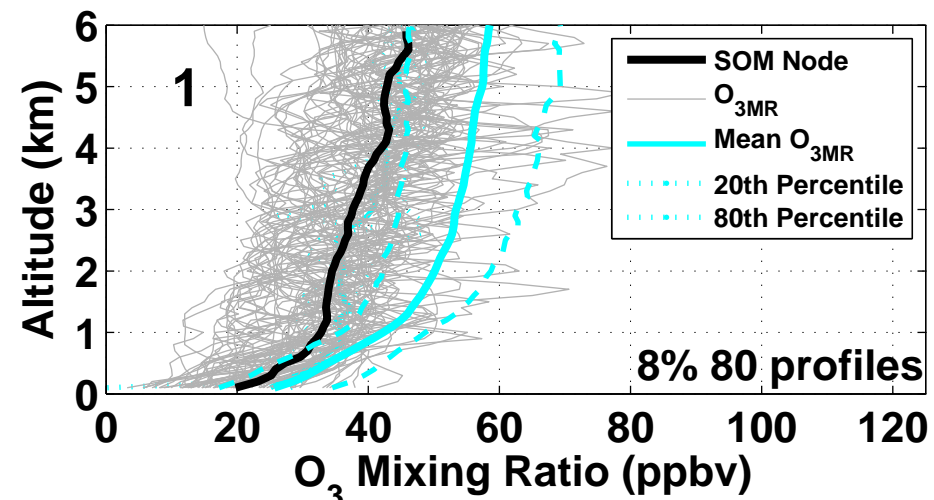 6
5
4
3
2
1
0
Altitude (km)
1
SOM Node
O3MR
Mean O3MR
20th Percentile
80th Percentile
8% 80 profiles
0 20 40 60 80 100 120
O3 Mixing Ratio (ppbv)